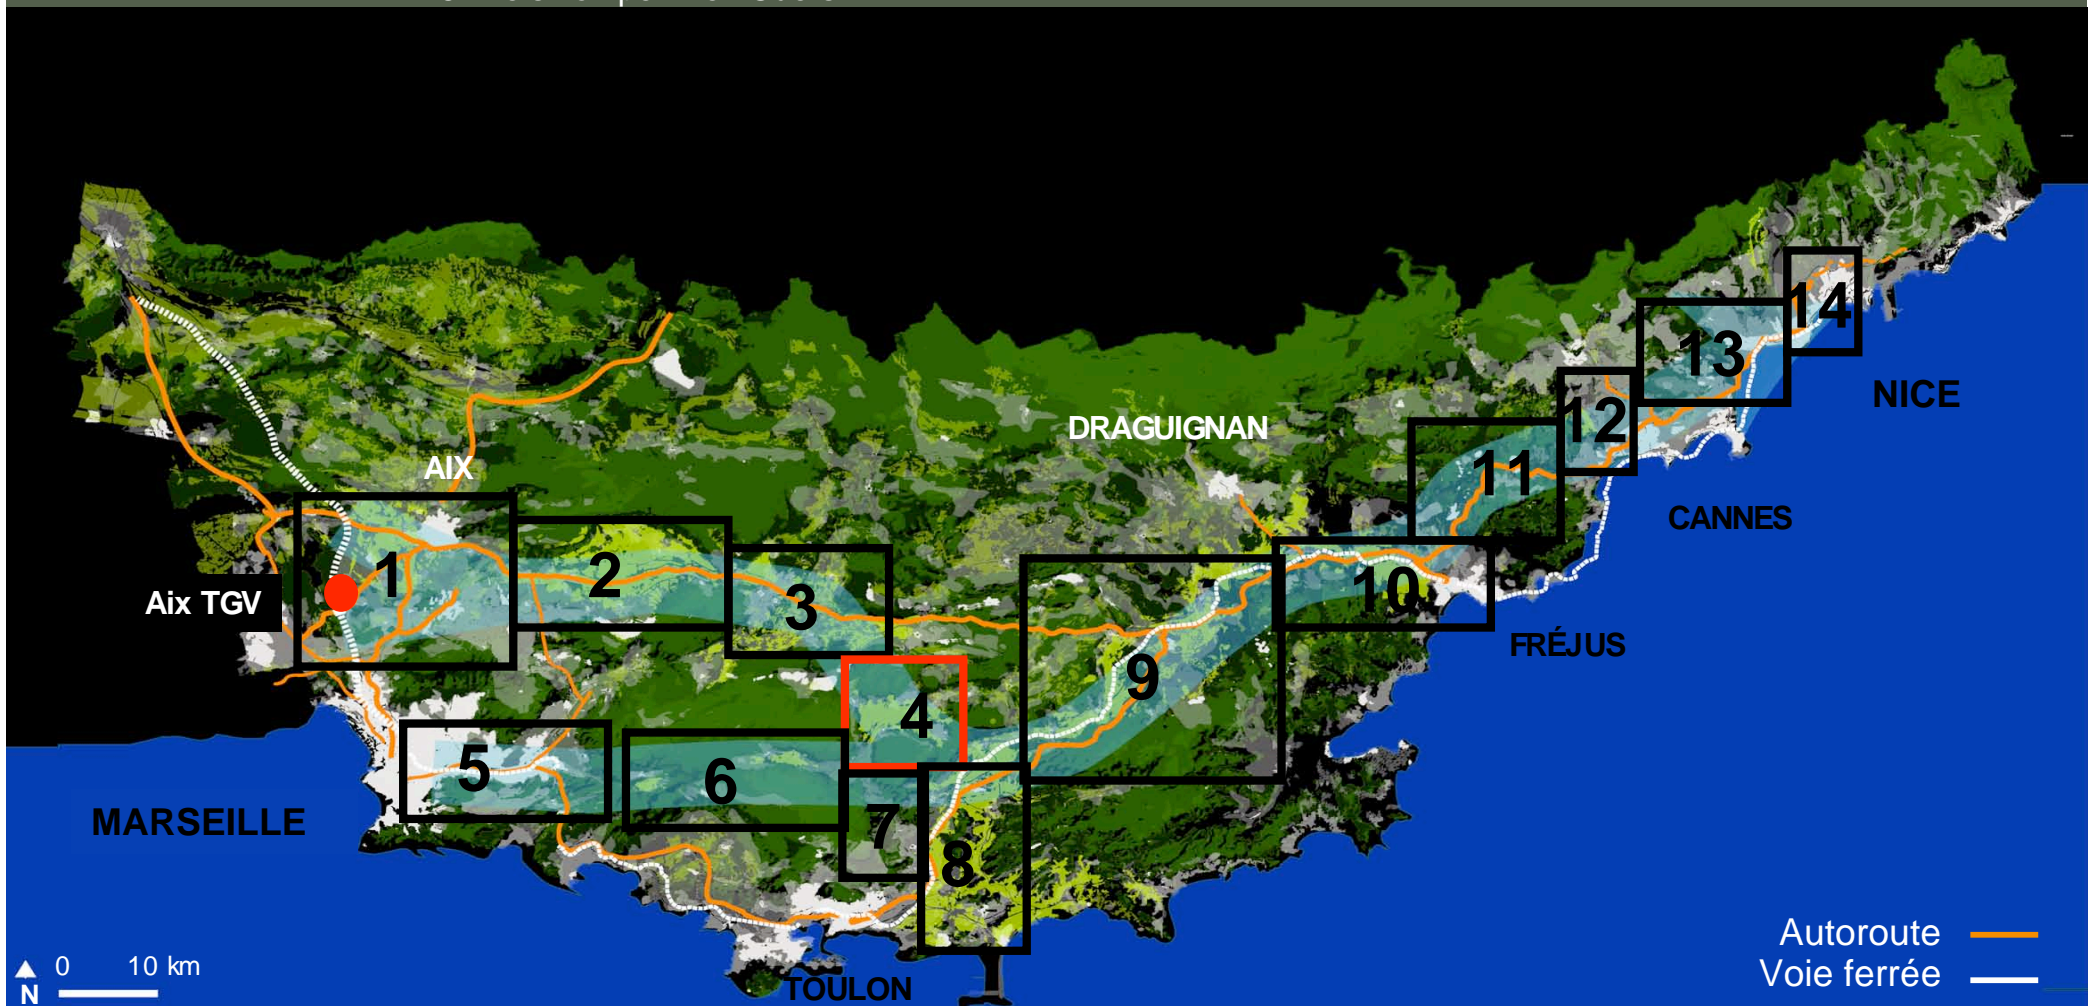 DRAGUIGNAN
AIX
Aix TGV
MARSEILLE
TOULON
FRÉJUS
CANNES
NICE
1
2
3
4
5
6
7
8
9
10
11
12
13
14
0 10 km
N
Autoroute
Voie ferrée